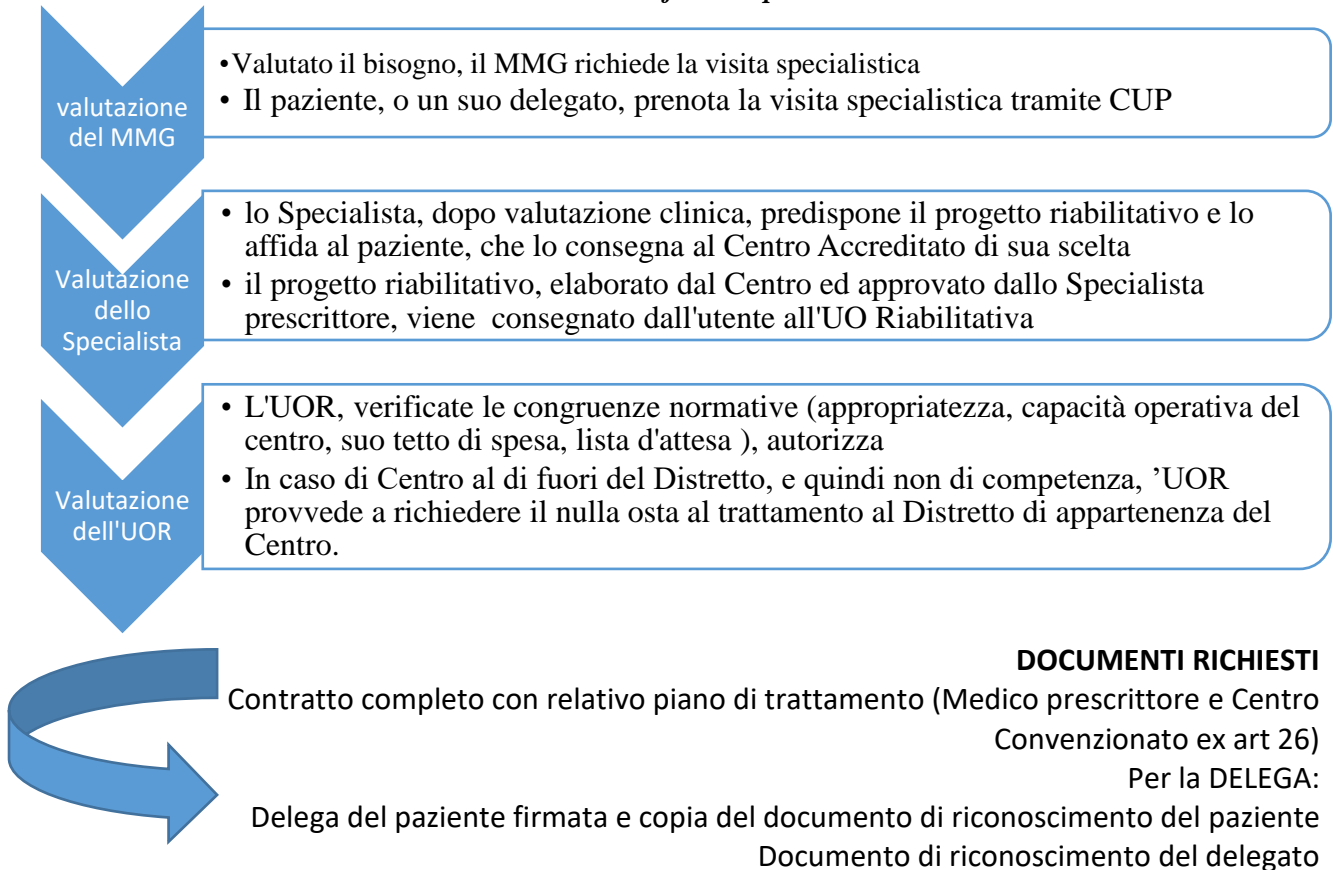 valutazione
del MMG
•Valutato il bisogno, il MMG richiede la visita specialistica
• Il paziente, o un suo delegato, prenota la visita specialistica tramite CUP
Valutazione
dello
Specialista
• lo Specialista, dopo valutazione clinica, predispone il progetto riabilitativo e lo
affida al paziente, che lo consegna al Centro Accreditato di sua scelta
• il progetto riabilitativo, elaborato dal Centro ed approvato dallo Specialista
prescrittore, viene  consegnato dall'utente all'UO Riabilitativa
Valutazione
dell'UOR
• L'UOR, verificate le congruenze normative (appropriatezza, capacità operativa del
centro, suo tetto di spesa, lista d'attesa ), autorizza
• In caso di Centro al di fuori del Distretto, e quindi non di competenza, ’UOR
provvede a richiedere il nulla osta al trattamento al Distretto di appartenenza del
Centro.
DOCUMENTI RICHIESTI
Contratto completo con relativo piano di trattamento (Medico prescrittore e Centro
Convenzionato ex art 26)
Per la DELEGA:
Delega del paziente firmata e copia del documento di riconoscimento del paziente
Documento di riconoscimento del delegato